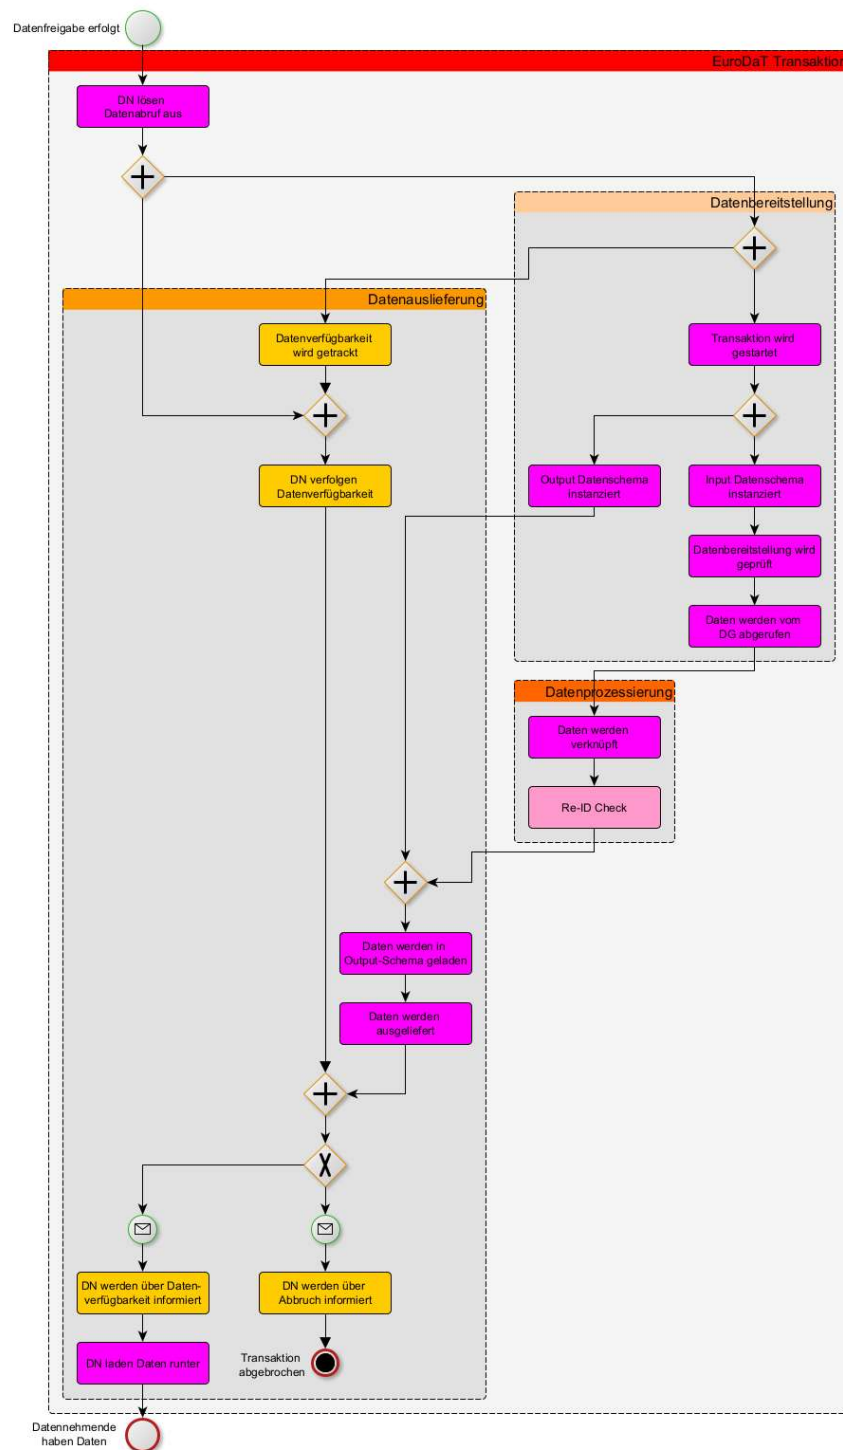 Datenfreigabe erfolgt
EuroDaT Transaktion
DN lösen
Datenabruf aus
Datenbereitstellung
Datenauslieferung
Datenverfügbarkeit
wird getrackt
Transaktion wird
gestartet
DN verfolgen
Datenverfügbarkeit
Output Datenschema
Instanziert
Input Datenschema
instanziert
Datenbereitstellung wird
geprüft
Daten werden vom
DG abgerufen
Datenprozessierung
Daten werden
verknüpft
Re-ID Check
Daten werden in
Output-Schema geladen
Daten werden
ausgeliefert
X
DN werden über Daten-
verfügbarkeit informiert
DN werden über
Abbruch informiert
DN laden Daten runter
Transaktion
abgebrochen
Datennehmende
haben Daten